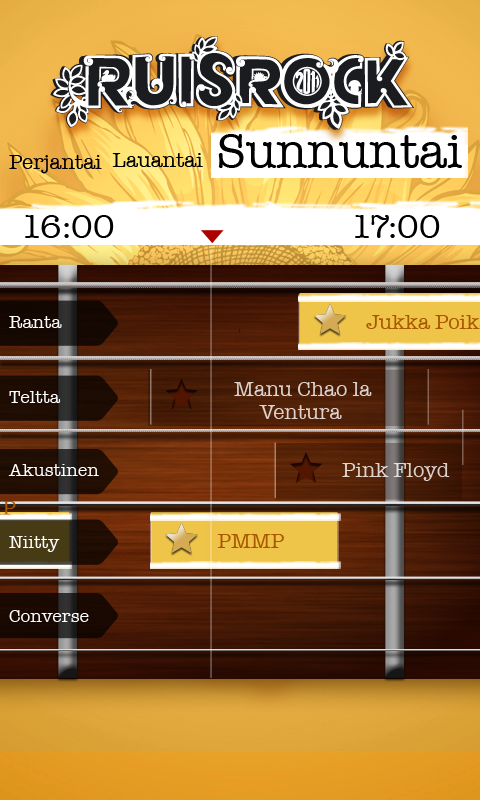 RUISROCK
Perjantai Lauantai Sunnuntai
16:00 17:00
Ranta
Jukka Poik
Teltta
Manu Chao la
Ventura
Akustinen
Pink Floyd
P
Niitty
PMMP
Converse